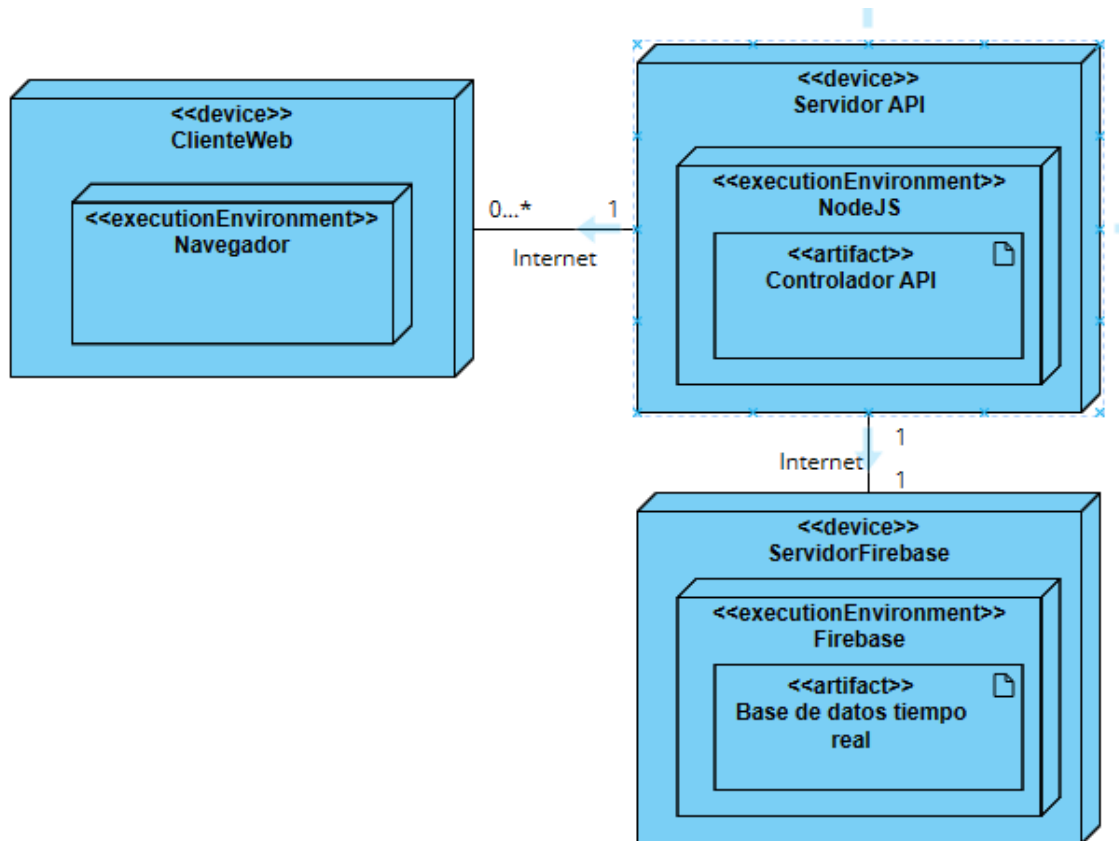 <<device>>
ClienteWeb
<<executionEnvironment>>
Navegador
0...*
1
Internet
<<device>>
Servidor API
<<executionEnvironment>>
NodeJS
<<artifact>>
Controlador API
1
Internet
1
<<device>>
ServidorFirebase
<<executionEnvironment>>
Firebase
<<artifact>>
Base de datos tiempo
real